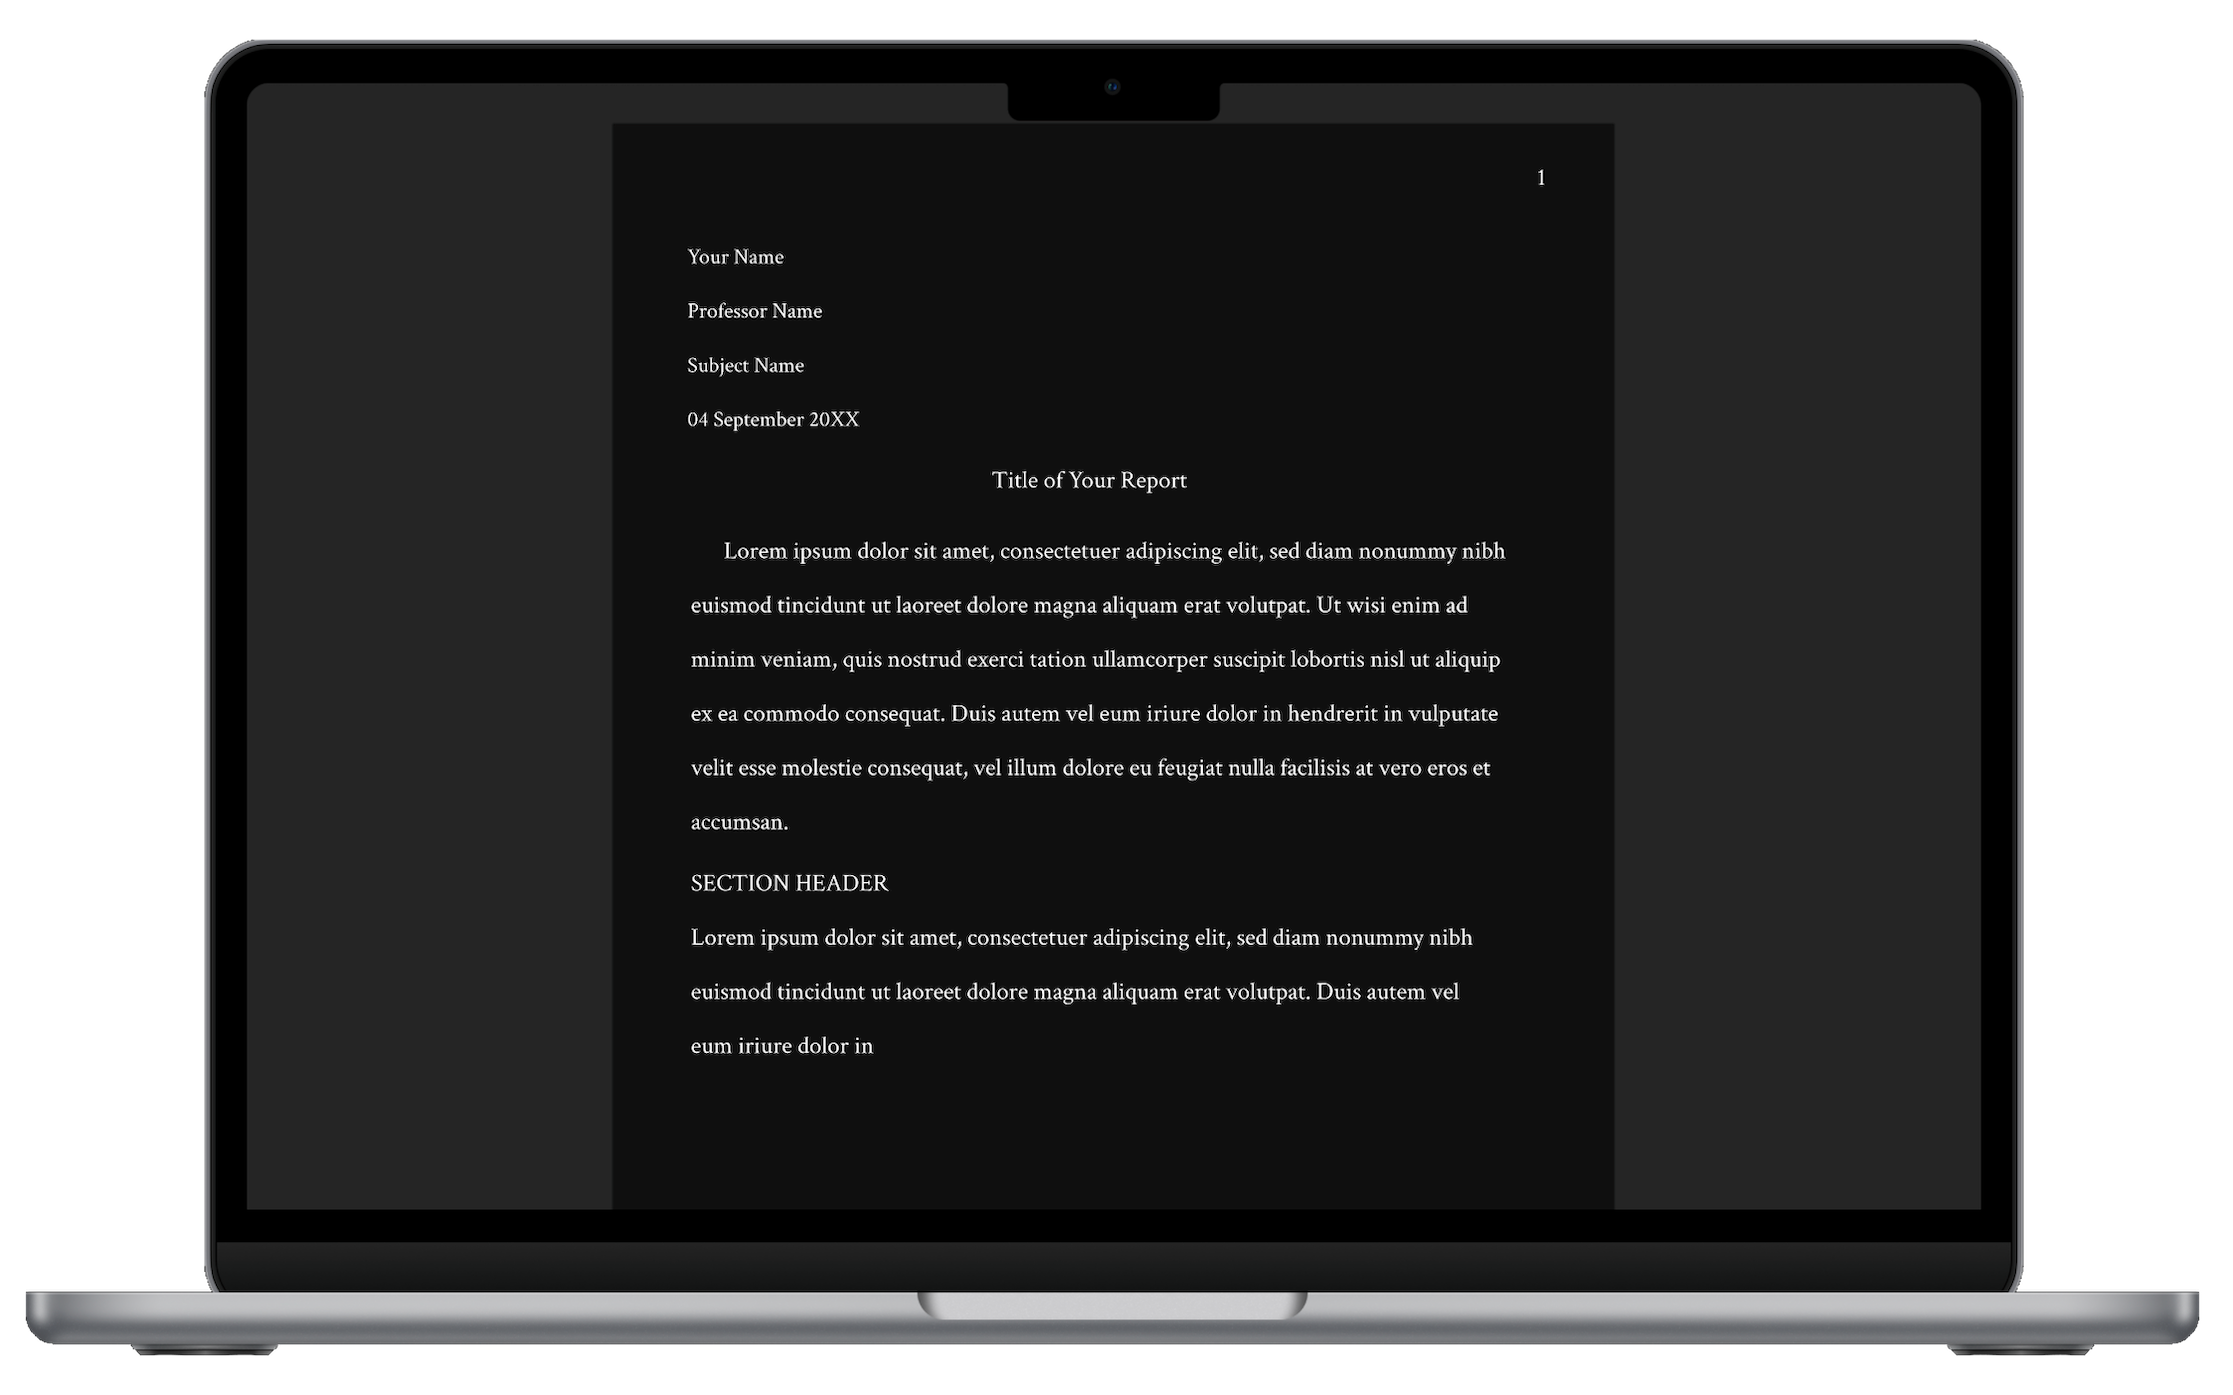 1
Your Name
Professor Name
Subject Name
04 September 20XX
Title of Your Report
Lorem ipsum dolor sit amet, consectetuer adipiscing elit, sed diam nonummy nibh
euismod tincidunt ut laoreet dolore magna aliquam erat volutpat. Ut wisi enim ad
minim veniam, quis nostrud exerci tation ullamcorper suscipit lobortis nisl ut aliquip
ex ea commodo consequat. Duis autem vel eum iriure dolor in hendrerit in vulputate
velit esse molestie consequat, vel illum dolore eu feugiat nulla facilisis at vero eros et
accumsan.
SECTION HEADER
Lorem ipsum dolor sit amet, consectetuer adipiscing elit, sed diam nonummy nibh
euismod tincidunt ut laoreet dolore magna aliquam erat volutpat. Duis autem vel
eum iriure dolor in